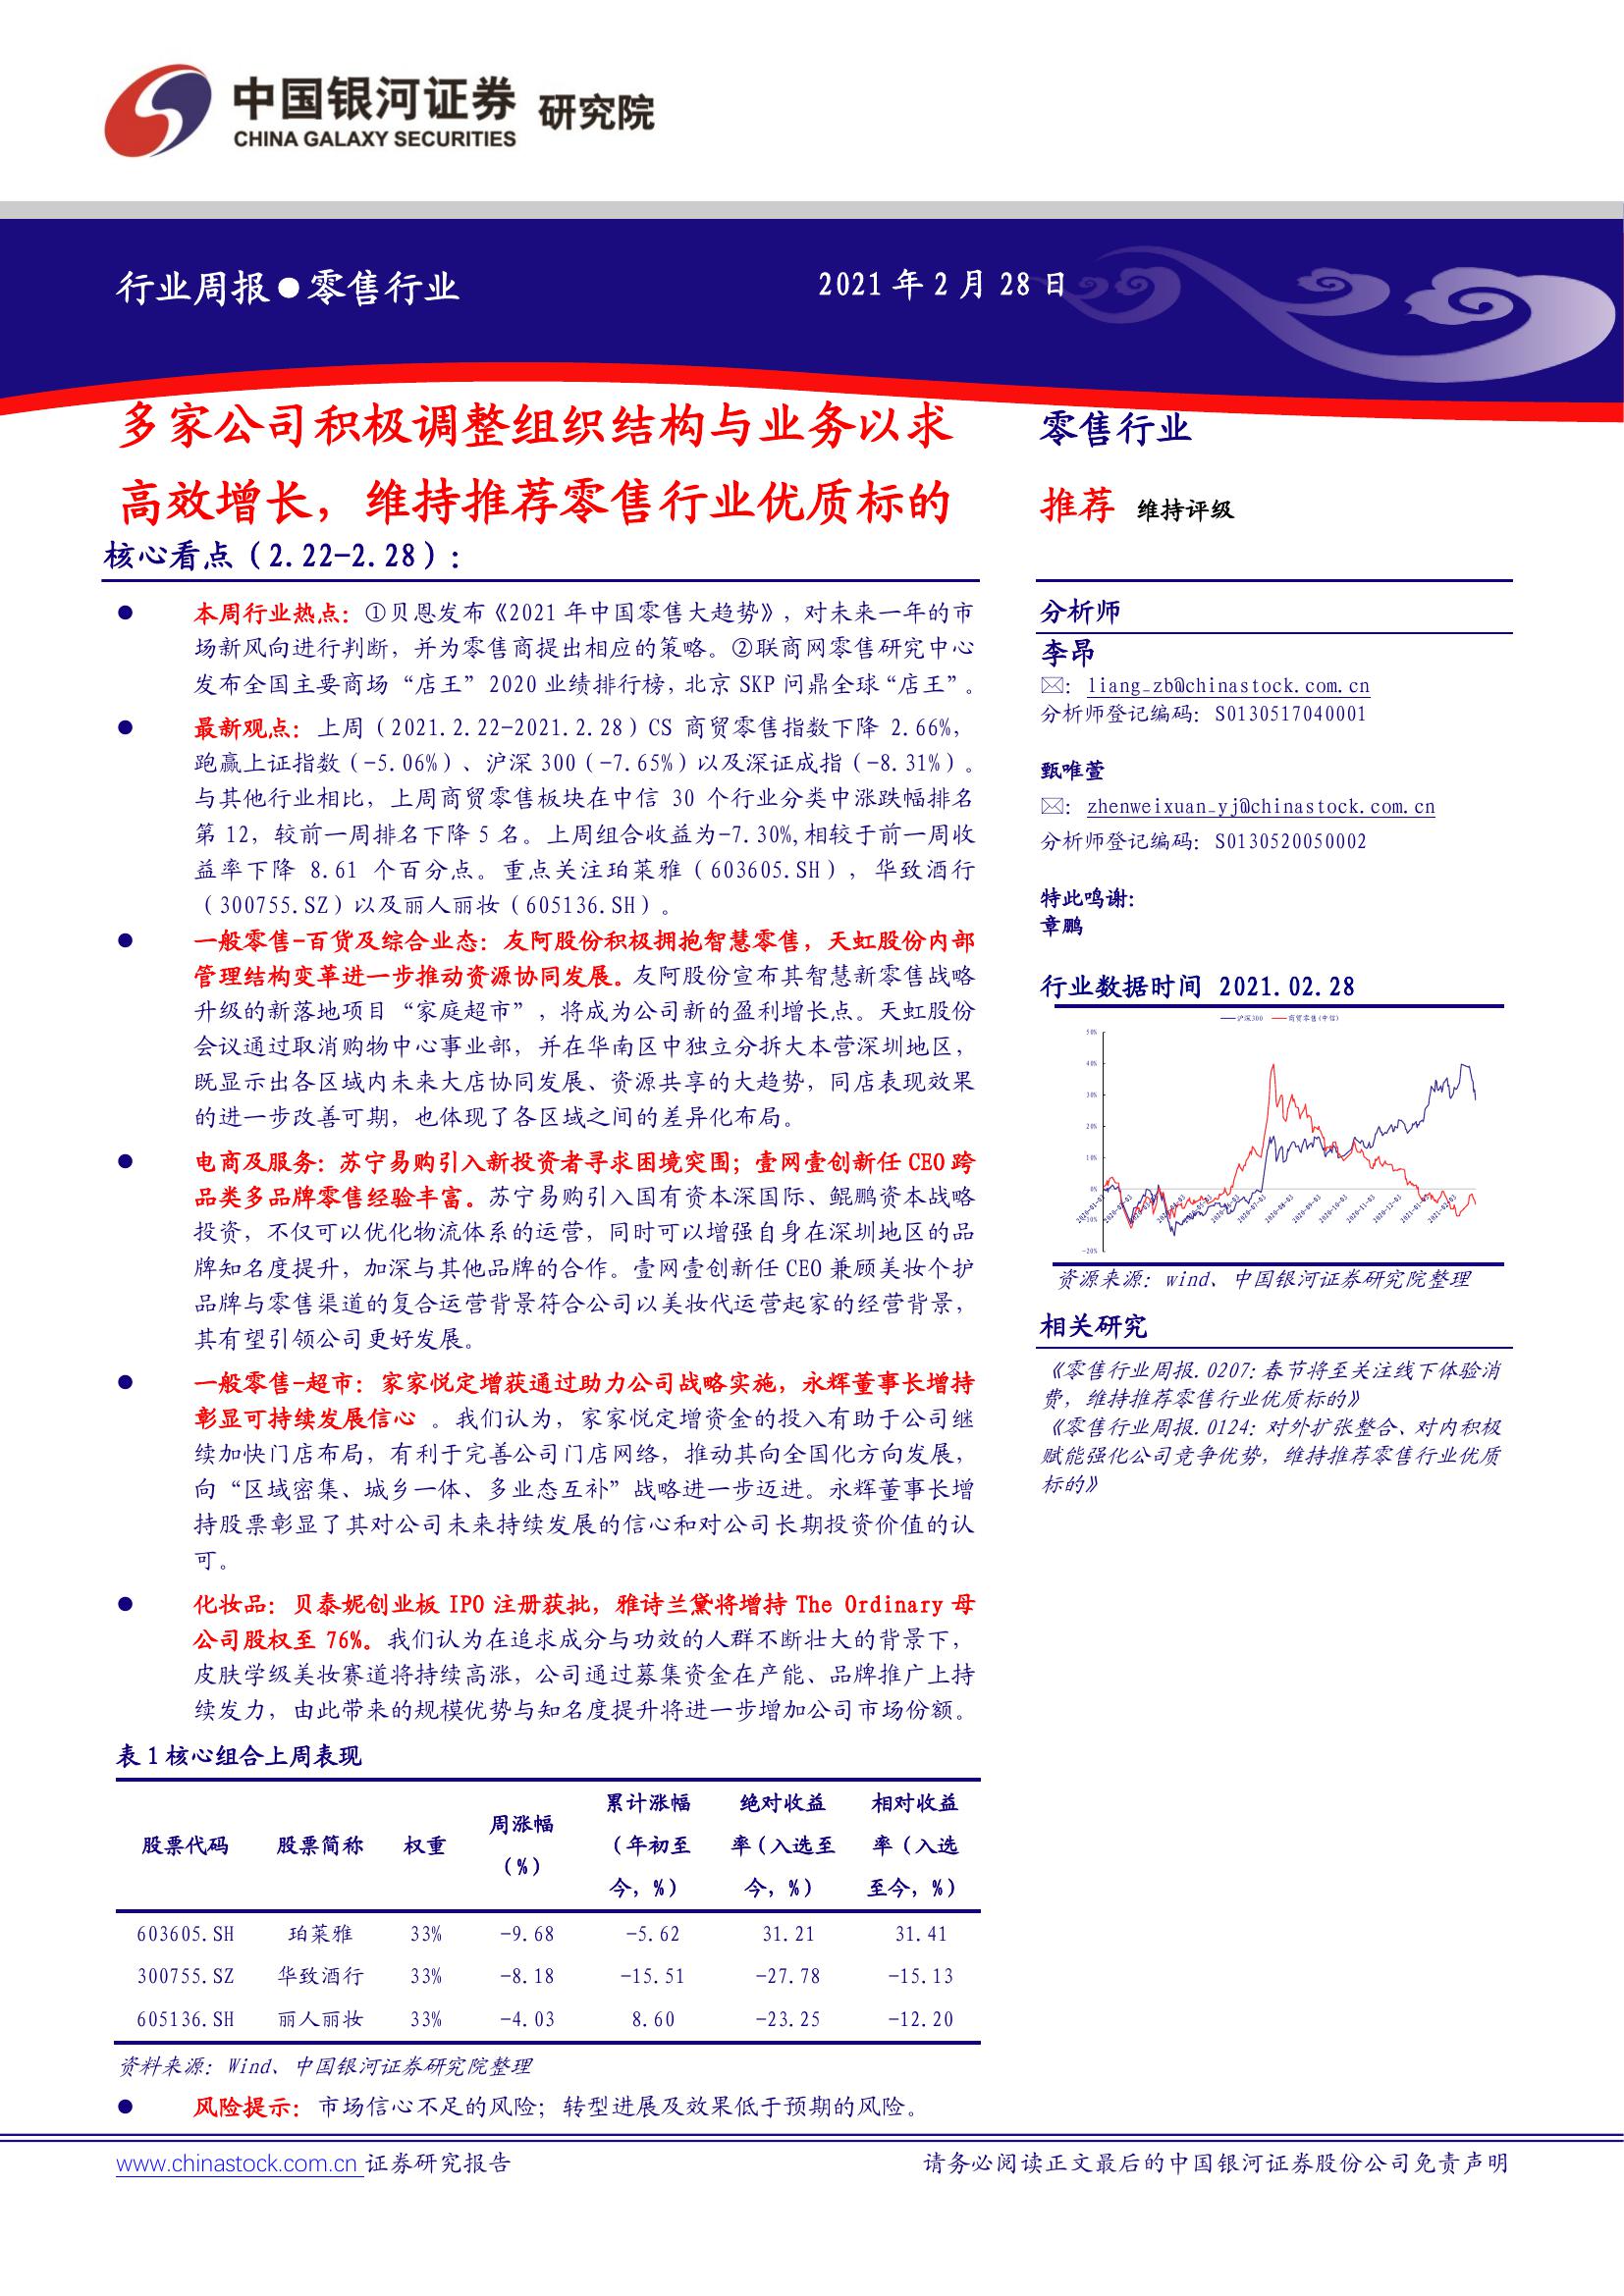 中国银河证券 研究院
CHINA GALAXY SECURITIES
行业周报●零售行业
2021 年 2 月 28 日
多家公司积极调整组织结构与业务以求
高效增长，维持推荐零售行业优质标的
核心看点（2.22-2.28）:
● 本周行业热点：①贝恩发布《2021 年中国零售大趋势》，对未来一年的市
场新风向进行判断，并为零售商提出相应的策略。②联商网零售研究中心
发布全国主要商场“店王”2020 业绩排行榜，北京 SKP 问鼎全球“店王”。
● 最新观点：上周（2021.2.22-2021.2.28）CS 商贸零售指数下降 2.66%，
跑赢上证指数（-5.06%）、沪深 300（-7.65%）以及深证成指（-8.31%）。
与其他行业相比，上周商贸零售板块在中信 30 个行业分类中涨跌幅排名
第 12，较前一周排名下降 5 名。上周组合收益为-7.30%,相较于前一周收
益率下降 8.61 个百分点。重点关注珀莱雅（603605.SH），华致酒行
（300755.SZ）以及丽人丽妆（605136.SH）。
● 一般零售-百货及综合业态：友阿股份积极拥抱智慧零售，天虹股份内部
管理结构变革进一步推动资源协同发展。友阿股份宣布其智慧新零售战略
升级的新落地项目“家庭超市”，将成为公司新的盈利增长点。天虹股份
会议通过取消购物中心事业部，并在华南区中独立分拆大本营深圳地区，
既显示出各区域内未来大店协同发展、资源共享的大趋势，同店表现效果
的进一步改善可期，也体现了各区域之间的差异化布局。
● 电商及服务：苏宁易购引入新投资者寻求困境突围；壹网壹创新任 CEO 跨
品类多品牌零售经验丰富。苏宁易购引入国有资本深国际、鲲鹏资本战略
投资，不仅可以优化物流体系的运营，同时可以增强自身在深圳地区的品
牌知名度提升，加深与其他品牌的合作。壹网壹创新任 CEO 兼顾美妆个护
品牌与零售渠道的复合运营背景符合公司以美妆代运营起家的经营背景，
其有望引领公司更好发展。
● 一般零售-超市：家家悦定增获通过助力公司战略实施，永辉董事长增持
彰显可持续发展信心 。我们认为，家家悦定增资金的投入有助于公司继
续加快门店布局，有利于完善公司门店网络，推动其向全国化方向发展，
向“区域密集、城乡一体、多业态互补”战略进一步迈进。永辉董事长增
持股票彰显了其对公司未来持续发展的信心和对公司长期投资价值的认
可。
● 化妆品：贝泰妮创业板 IPO 注册获批，雅诗兰黛将增持 The Ordinary 母
公司股权至 76%。我们认为在追求成分与功效的人群不断壮大的背景下，
皮肤学级美妆赛道将持续高涨，公司通过募集资金在产能、品牌推广上持
续发力，由此带来的规模优势与知名度提升将进一步增加公司市场份额。
表 1 核心组合上周表现
股票代码 股票简称 权重 周涨幅（%） 累计涨幅（年初至今，%） 绝对收益率（入选至今，%） 相对收益率（入选至今，%）
603605.SH 珀莱雅 33% -9.68 -5.62 31.21 31.41
300755.SZ 华致酒行 33% -8.18 -15.51 -27.78 -15.13
605136.SH 丽人丽妆 33% -4.03 8.60 -23.25 -12.20
资料来源：Wind、中国银河证券研究院整理
● 风险提示：市场信心不足的风险；转型进展及效果低于预期的风险。
零售行业
推荐 维持评级
分析师
李昂
✉：liang_zb@chinastock.com.cn
分析师登记编码：S0130517040001
甄唯萱
✉：zhenweixuan_yj@chinastock.com.cn
分析师登记编码：S0130520050002
特此鸣谢：
章鹏
行业数据时间 2021.02.28
沪深300 商贸零售(中信)
50%
40%
30%
20%
10%
0%
-10%
-20%
资源来源：wind、中国银河证券研究院整理
相关研究
《零售行业周报.0207：春节将至关注线下体验消
费，维持推荐零售行业优质标的》
《零售行业周报.0124：对外扩张整合、对内积极
赋能强化公司竞争优势，维持推荐零售行业优质
标的》
www.chinastock.com.cn 证券研究报告
请务必阅读正文最后的中国银河证券股份公司免责声明